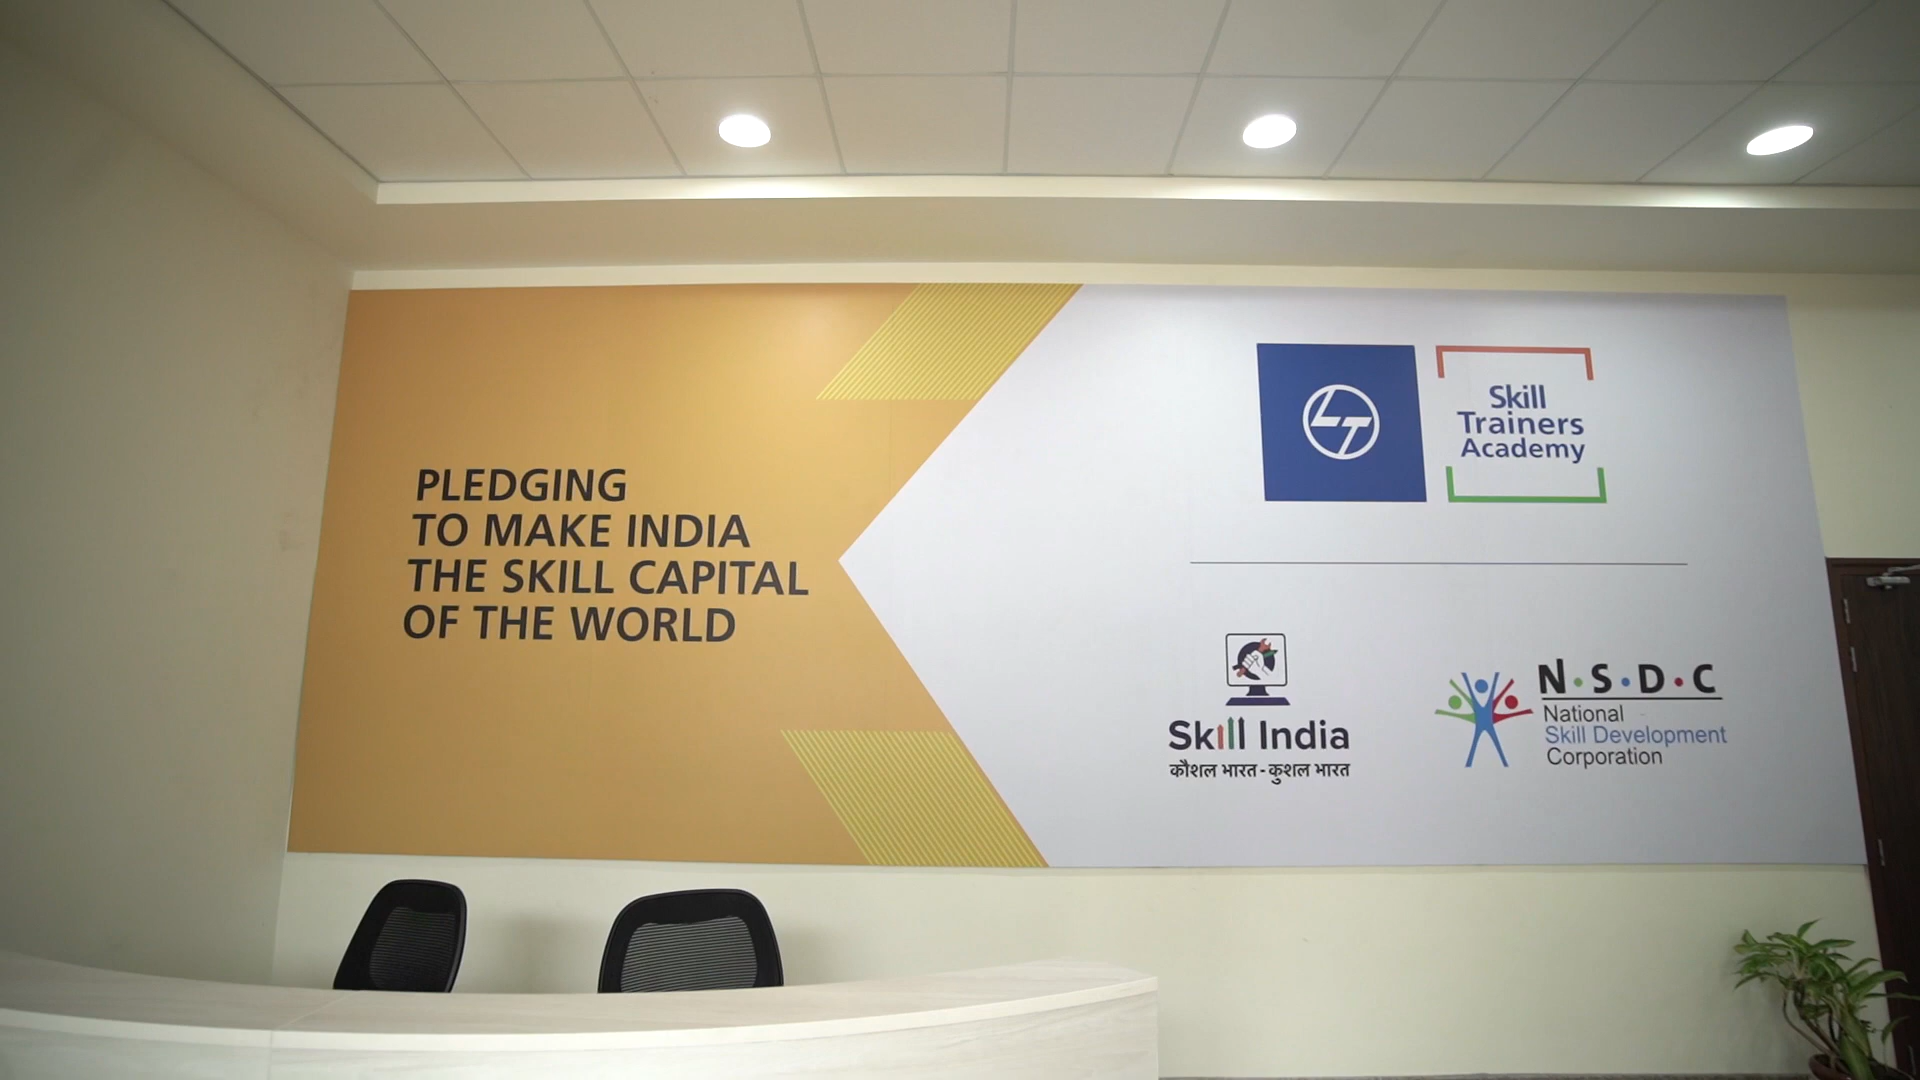 PLEDGING
TO MAKE INDIA
THE SKILL CAPITAL
OF THE WORLD
LT
Skill
Trainers
Academy
Skill India
कौशल भारत - कुशल भारत
N·S·D·C
National
Skill Development
Corporation